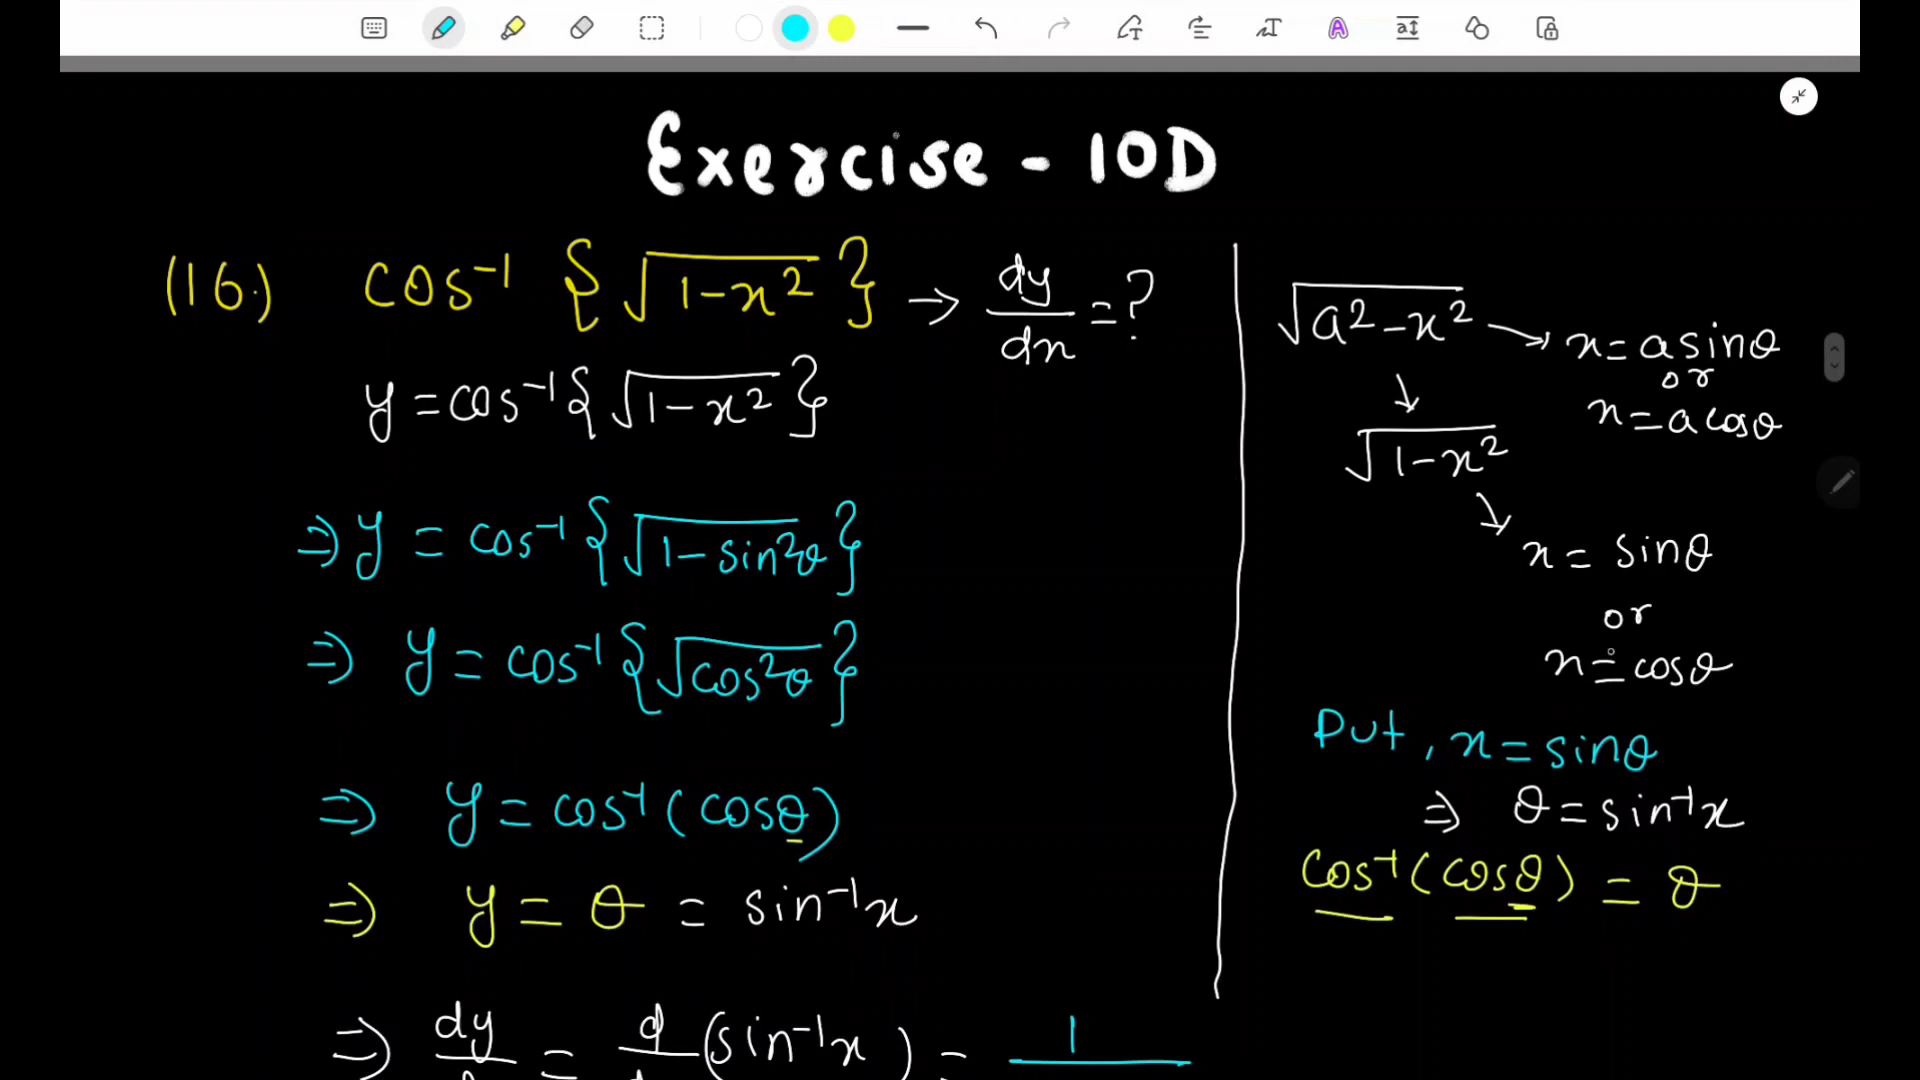 Exercise - 10D
(16.) cos⁻¹ {√(1-x²)} → dy/dx = ?
y = cos⁻¹ {√(1-x²)}
⇒ y = cos⁻¹ {√(1-sin²θ)}
⇒ y = cos⁻¹ {√(cos²θ)}
⇒ y = cos⁻¹ (cosθ)
⇒ y = θ = sin⁻¹x
⇒ dy = d (sin⁻¹x) = 1
√(a²-x²) → x = a sinθ
or
x = a cosθ
↓
√(1-x²)
↘
x = sinθ
or
x = cosθ
Put, x = sinθ
⇒ θ = sin⁻¹x
cos⁻¹ (cosθ) = θ